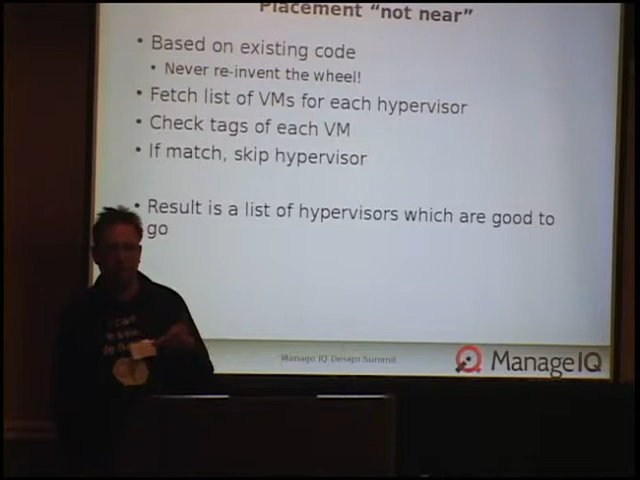 Placement “not near”
• Based on existing code
• Never re-invent the wheel!
• Fetch list of VMs for each hypervisor
• Check tags of each VM
• If match, skip hypervisor
• Result is a list of hypervisors which are good to
go
Manage IQ Design Summit
ManageIQ